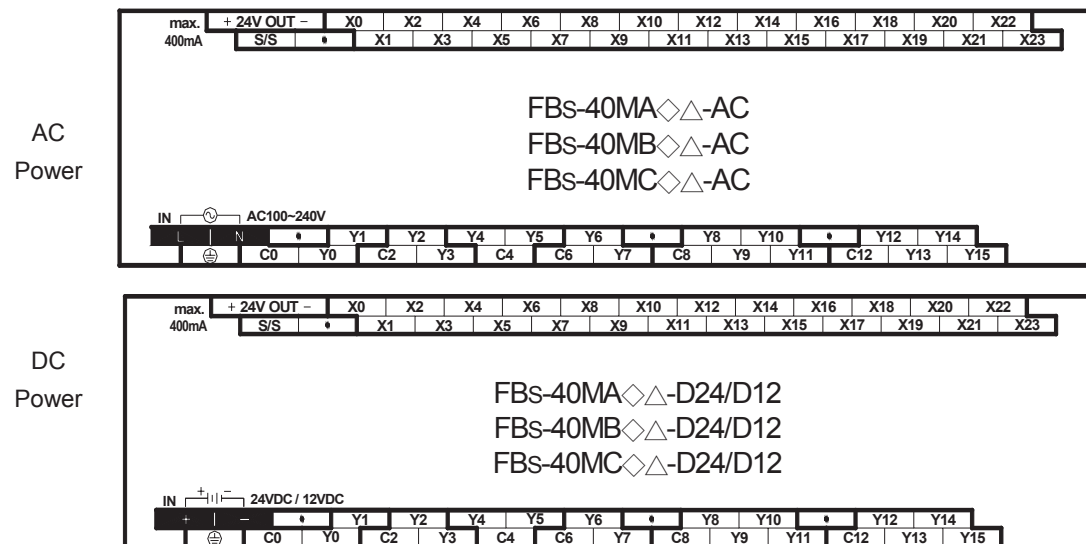 max. + 24V OUT − X0 X2 X4 X6 X8 X10 X12 X14 X16 X18 X20 X22
400mA S/S • X1 X3 X5 X7 X9 X11 X13 X15 X17 X19 X21 X23
AC
Power
FBs-40MA◇△-AC
FBs-40MB◇△-AC
FBs-40MC◇△-AC
IN AC100~240V
L N • Y1 Y2 Y4 Y5 Y6 • Y8 Y10 • Y12 Y14
C0 Y0 C2 Y3 C4 C6 Y7 C8 Y9 Y11 C12 Y13 Y15
max. + 24V OUT − X0 X2 X4 X6 X8 X10 X12 X14 X16 X18 X20 X22
400mA S/S • X1 X3 X5 X7 X9 X11 X13 X15 X17 X19 X21 X23
DC
Power
FBs-40MA◇△-D24/D12
FBs-40MB◇△-D24/D12
FBs-40MC◇△-D24/D12
IN + − 24VDC / 12VDC
+ − • Y1 Y2 Y4 Y5 Y6 • Y8 Y10 • Y12 Y14
C0 Y0 C2 Y3 C4 C6 Y7 C8 Y9 Y11 C12 Y13 Y15